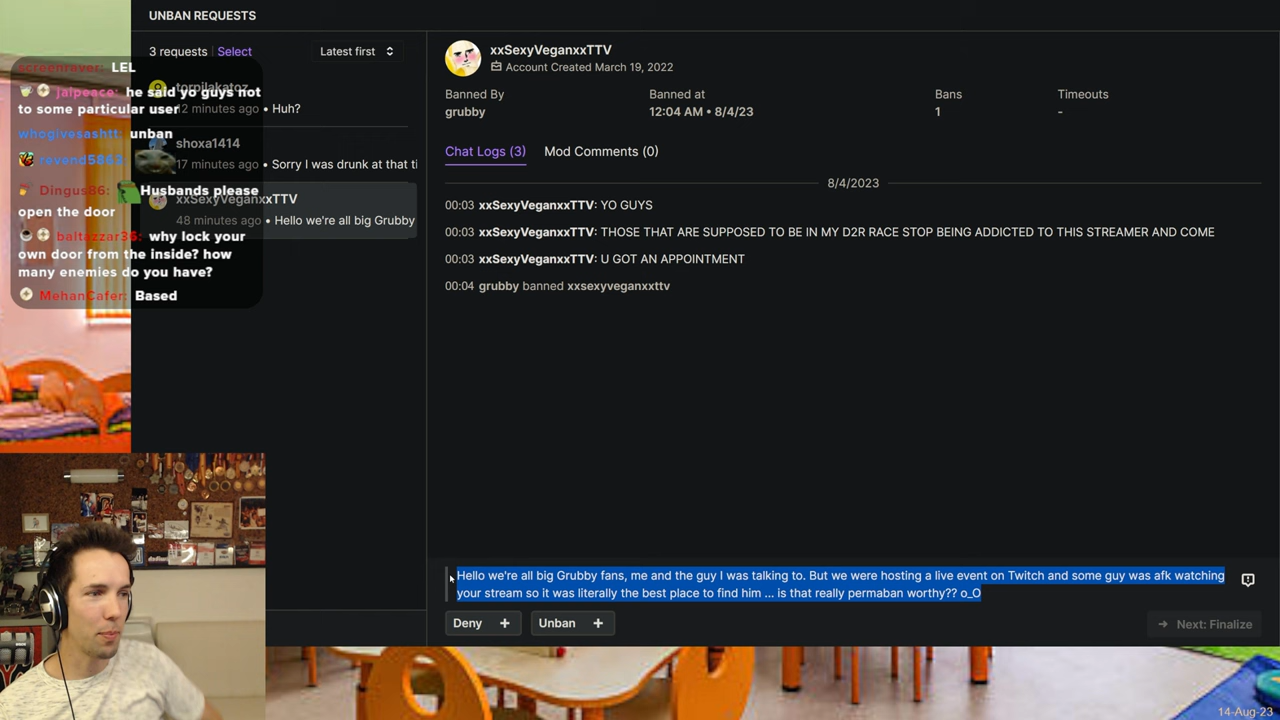 UNBAN REQUESTS
3 requests Select
Latest first
torpilakatoz
12 minutes ago • Huh?
shoxa1414
17 minutes ago • Sorry I was drunk at that ti
xxSexyVeganxxTTV
48 minutes ago • Hello we're all big Grubby
screenraver: LEL
jalpeace: he said yo guys not
to some particular user
whogivesashtt: unban
revend5863
Dingus86: Husbands please
open the door
baltazzar36: why lock your
own door from the inside? how
many enemies do you have?
MehanCafer: Based
xxSexyVeganxxTTV
Account Created March 19, 2022
Banned By
grubby
Banned at
12:04 AM • 8/4/23
Bans
1
Timeouts
-
Chat Logs (3) Mod Comments (0)
8/4/2023
00:03 xxSexyVeganxxTTV: YO GUYS
00:03 xxSexyVeganxxTTV: THOSE THAT ARE SUPPOSED TO BE IN MY D2R RACE STOP BEING ADDICTED TO THIS STREAMER AND COME
00:03 xxSexyVeganxxTTV: U GOT AN APPOINTMENT
00:04 grubby banned xxsexyveganxxttv
Hello we're all big Grubby fans, me and the guy I was talking to. But we were hosting a live event on Twitch and some guy was afk watching
your stream so it was literally the best place to find him ... is that really permaban worthy?? o_O
Deny + Unban +
→ Next: Finalize
14-Aug-23